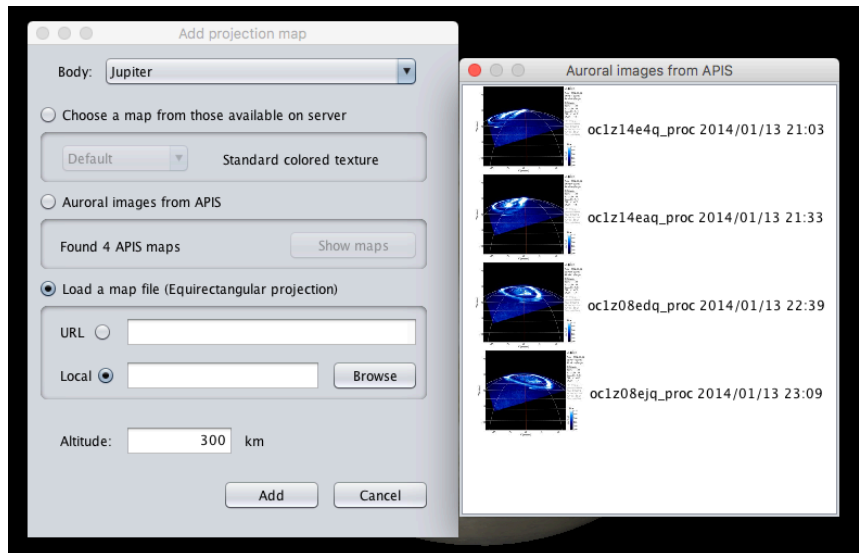 Add projection map
Body: Jupiter
Choose a map from those available on server
Default Standard colored texture
Auroral images from APIS
Found 4 APIS maps Show maps
Load a map file (Equirectangular projection)
URL
Local Browse
Altitude: 300 km
Add Cancel
Auroral images from APIS
oc1z14e4q_proc 2014/01/13 21:03
oc1z14eaq_proc 2014/01/13 21:33
oc1z08edq_proc 2014/01/13 22:39
oc1z08ejq_proc 2014/01/13 23:09